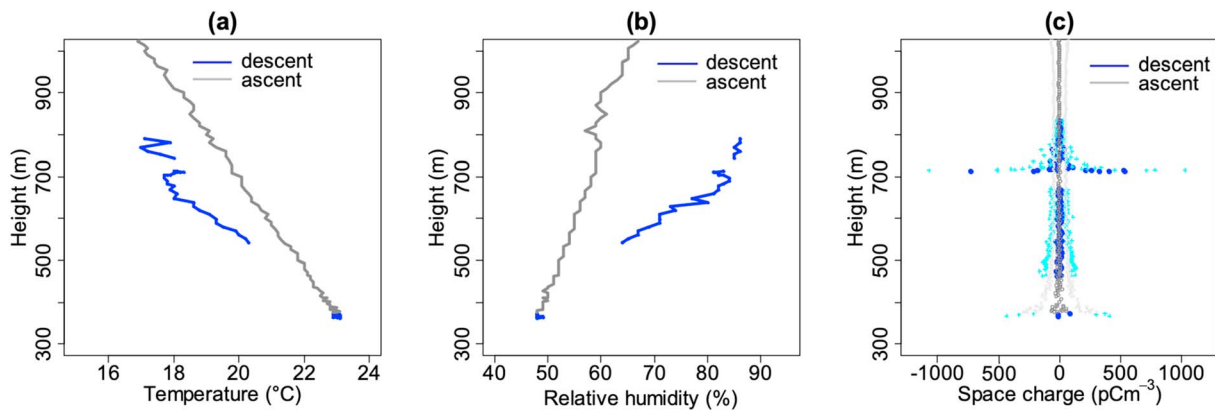 (a)
descent
ascent
Height (m)
300
500
700
900
16
18
20
22
24
Temperature (°C)
(b)
descent
ascent
Height (m)
300
500
700
900
40
50
60
70
80
90
Relative humidity (%)
(c)
descent
ascent
Height (m)
300
500
700
900
-1000
0
500
1000
Space charge (pCm⁻³)